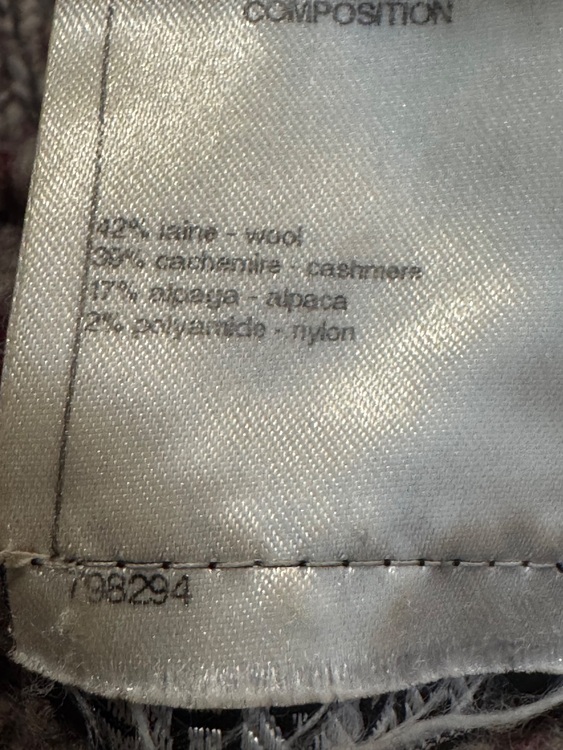 COMPOSITION
42% laine - wool
39% cachemire - cashmere
17% alpaga - alpaca
2% polyamide - nylon
798294